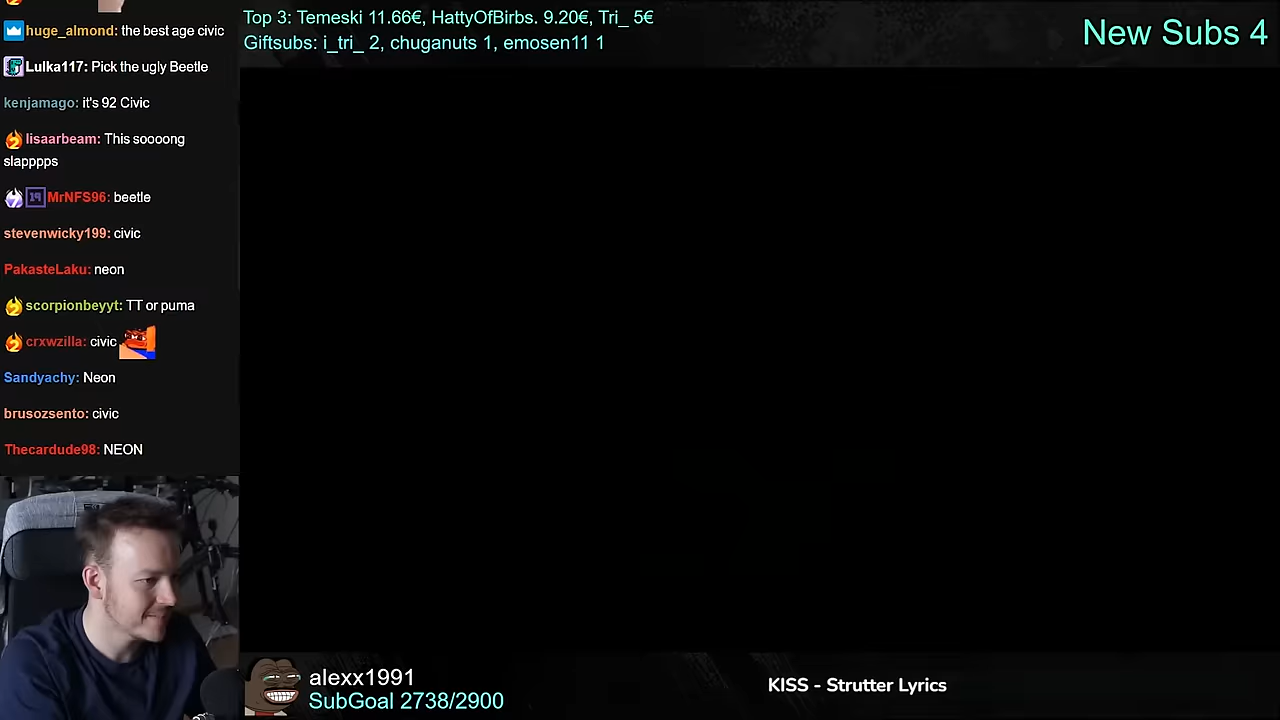 huge_almond: the best age civic
Lulka117: Pick the ugly Beetle
kenjamago: it's 92 Civic
lisaarbeam: This soooong
slapppps
19 MrNFS96: beetle
stevenwicky199: civic
PakasteLaku: neon
scorpionbeyyt: TT or puma
crxwzilla: civic
Sandyachy: Neon
brusozsento: civic
Thecardude98: NEON
Top 3: Temeski 11.66€, HattyOfBirbs. 9.20€, Tri_ 5€
Giftsubs: i_tri_ 2, chuganuts 1, emosen11 1
New Subs 4
alexx1991
SubGoal 2738/2900
KISS - Strutter Lyrics